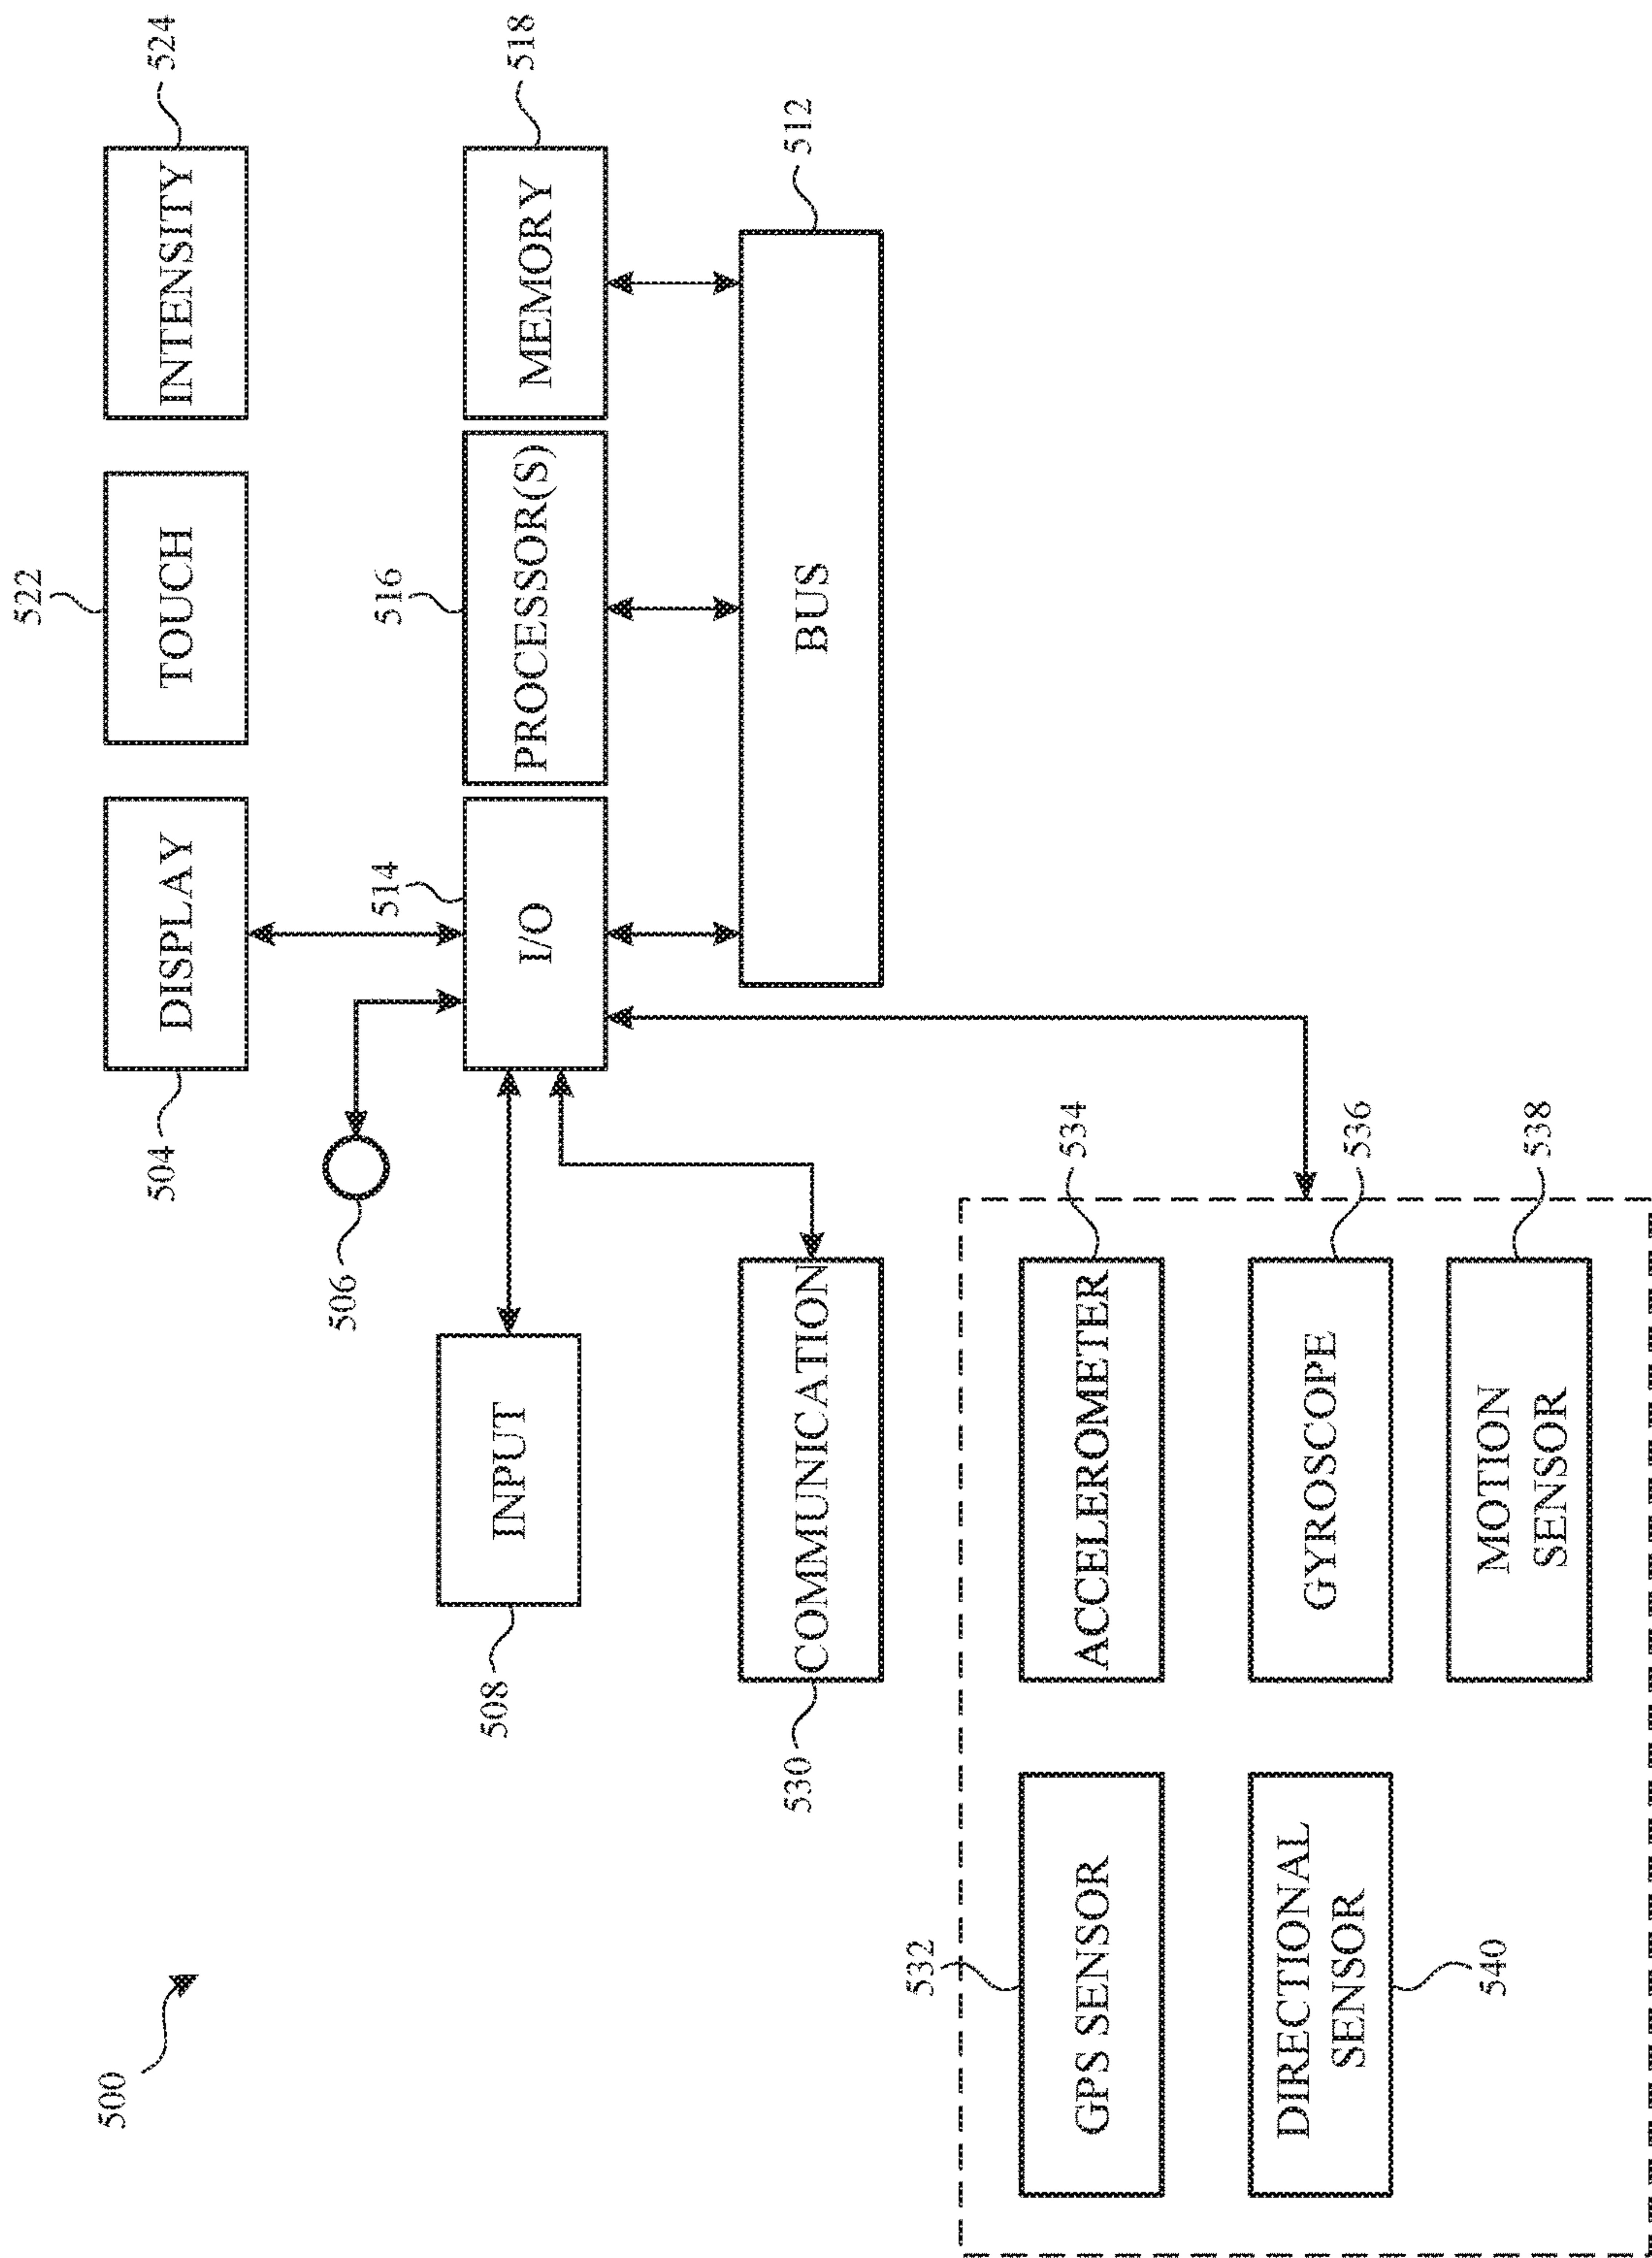 500
504
DISPLAY
522
TOUCH
INTENSITY
524
506
514
I/O
516
PROCESSOR(S)
MEMORY
518
508
INPUT
BUS
512
530
COMMUNICATION
532
GPS SENSOR
ACCELEROMETER
534
DIRECTIONAL
SENSOR
540
GYROSCOPE
536
MOTION
SENSOR
538